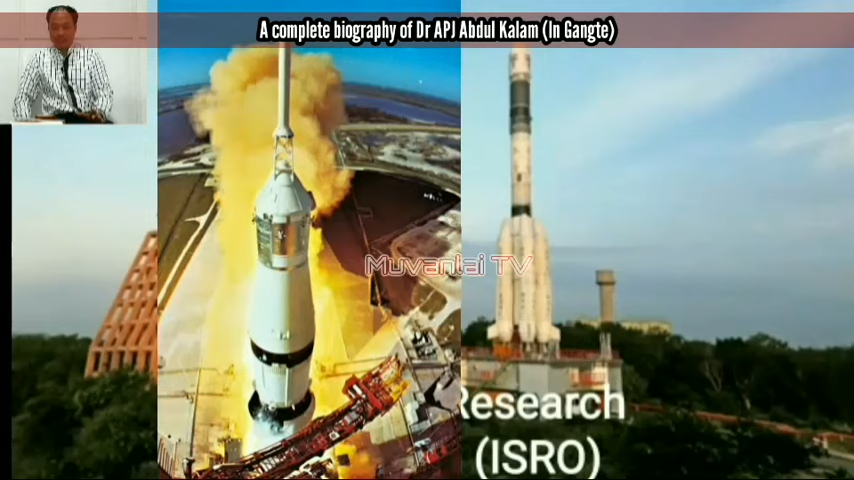 A complete biography of Dr APJ Abdul Kalam (In Gangte)
Muvanlai TV
Research
(ISRO)